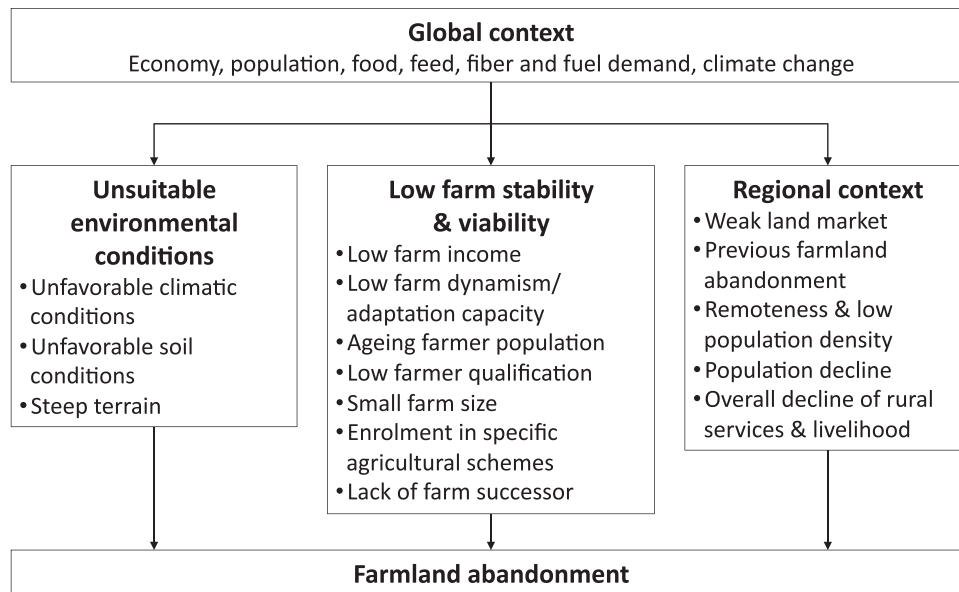 Global context
Economy, population, food, feed, fiber and fuel demand, climate change
Unsuitable
environmental
conditions
•Unfavorable climatic
conditions
•Unfavorable soil
conditions
•Steep terrain
Low farm stability
& viability
•Low farm income
•Low farm dynamism/
adaptation capacity
•Ageing farmer population
•Low farmer qualification
•Small farm size
•Enrolment in specific
agricultural schemes
•Lack of farm successor
Regional context
•Weak land market
•Previous farmland
abandonment
•Remoteness & low
population density
•Population decline
•Overall decline of rural
services & livelihood
Farmland abandonment